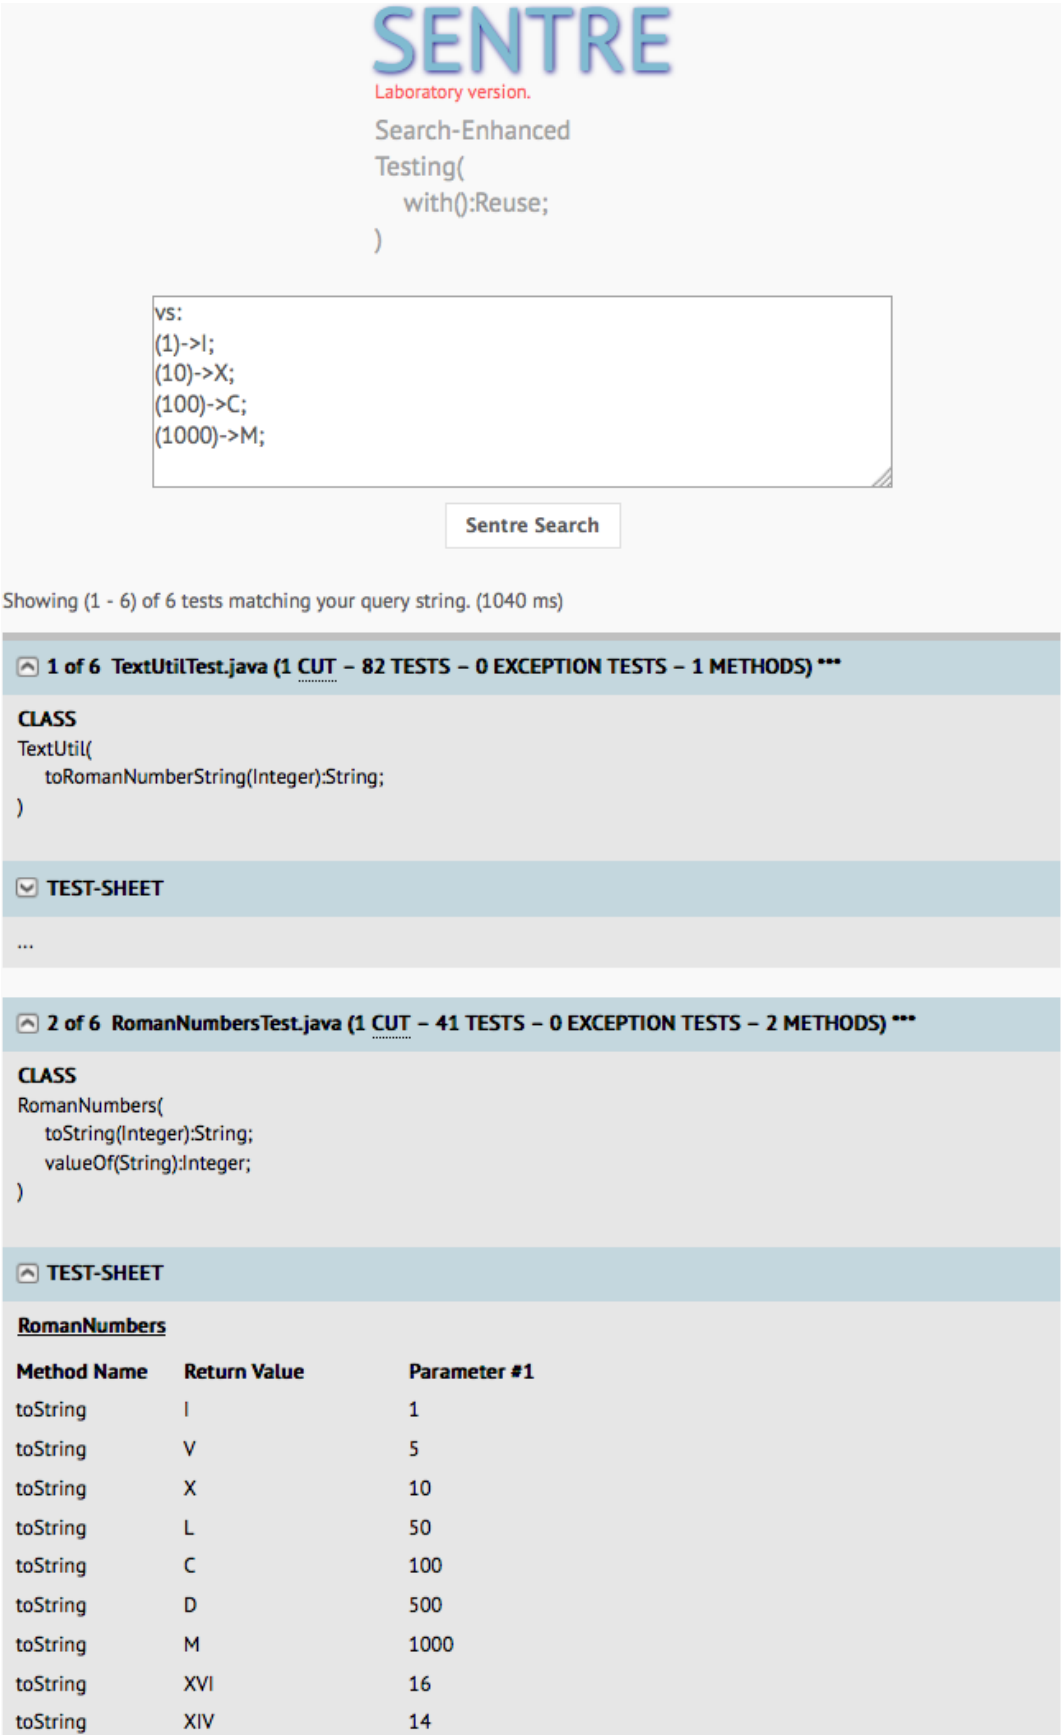 SENTRE
Laboratory version.
Search-Enhanced
Testing(
with():Reuse;
)
vs:
(1)->I;
(10)->X;
(100)->C;
(1000)->M;
Sentre Search
Showing (1 - 6) of 6 tests matching your query string. (1040 ms)
1 of 6 TextUtilTest.java (1 CUT – 82 TESTS – 0 EXCEPTION TESTS – 1 METHODS) ***
CLASS
TextUtil(
toRomanNumberString(Integer):String;
)
TEST-SHEET
...
2 of 6 RomanNumbersTest.java (1 CUT – 41 TESTS – 0 EXCEPTION TESTS – 2 METHODS) ***
CLASS
RomanNumbers(
toString(Integer):String;
valueOf(String):Integer;
)
TEST-SHEET
RomanNumbers
Method Name Return Value Parameter #1
toString I 1
toString V 5
toString X 10
toString L 50
toString C 100
toString D 500
toString M 1000
toString XVI 16
toString XIV 14